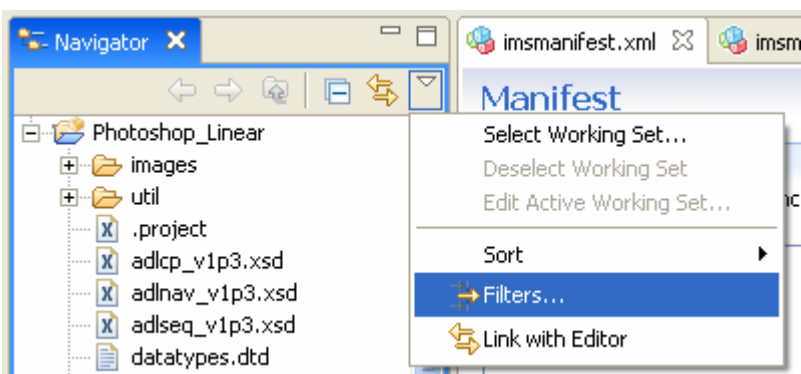 Navigator
imsmanifest.xml
imsm
Manifest
Photoshop_Linear
images
util
.project
adlcp_v1p3.xsd
adlnav_v1p3.xsd
adlseq_v1p3.xsd
datatypes.dtd
Select Working Set...
Deselect Working Set
Edit Active Working Set...
Sort
Filters...
Link with Editor